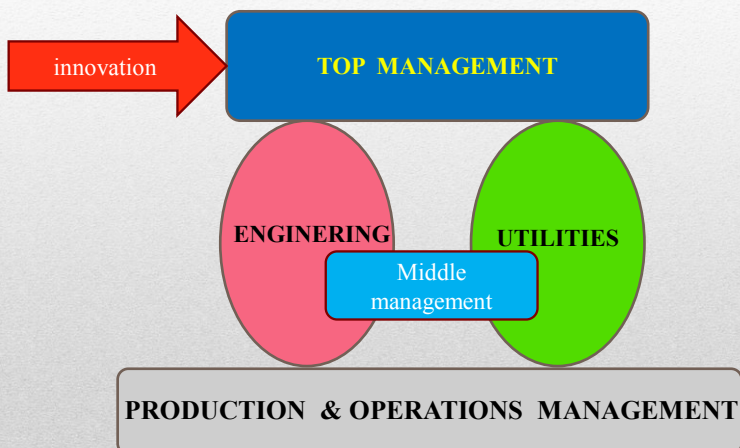 innovation
TOP MANAGEMENT
ENGINERING
UTILITIES
Middle
management
PRODUCTION & OPERATIONS MANAGEMENT